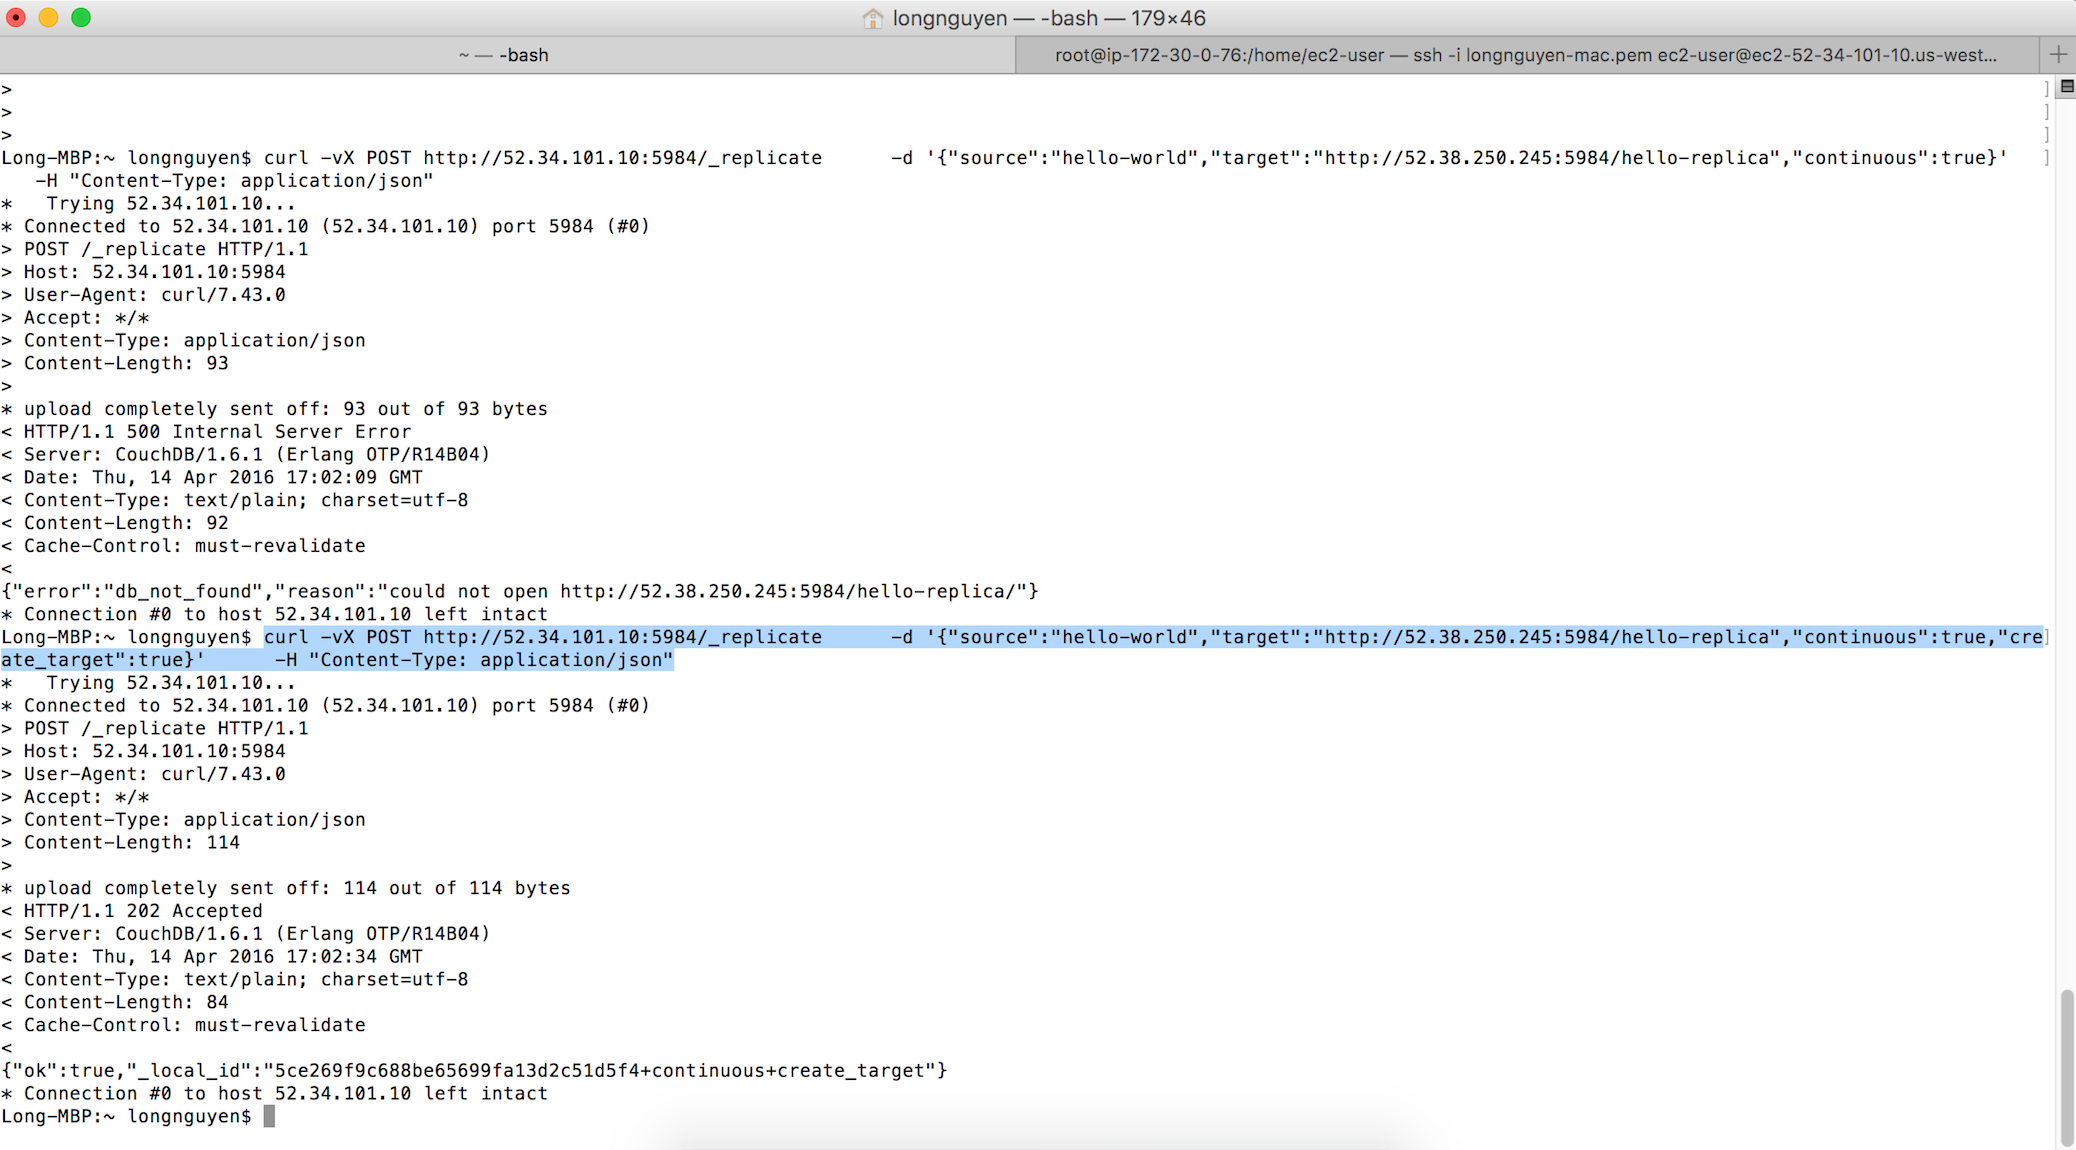 longnguyen — -bash — 179×46
~ — -bash
root@ip-172-30-0-76:/home/ec2-user — ssh -i longnguyen-mac.pem ec2-user@ec2-52-34-101-10.us-west...
>
>
>
Long-MBP:~ longnguyen$ curl -vX POST http://52.34.101.10:5984/_replicate      -d '{"source":"hello-world","target":"http://52.38.250.245:5984/hello-replica","continuous":true}'
   -H "Content-Type: application/json"
*   Trying 52.34.101.10...
* Connected to 52.34.101.10 (52.34.101.10) port 5984 (#0)
> POST /_replicate HTTP/1.1
> Host: 52.34.101.10:5984
> User-Agent: curl/7.43.0
> Accept: */*
> Content-Type: application/json
> Content-Length: 93
>
* upload completely sent off: 93 out of 93 bytes
< HTTP/1.1 500 Internal Server Error
< Server: CouchDB/1.6.1 (Erlang OTP/R14B04)
< Date: Thu, 14 Apr 2016 17:02:09 GMT
< Content-Type: text/plain; charset=utf-8
< Content-Length: 92
< Cache-Control: must-revalidate
<
{"error":"db_not_found","reason":"could not open http://52.38.250.245:5984/hello-replica/"}
* Connection #0 to host 52.34.101.10 left intact
Long-MBP:~ longnguyen$ curl -vX POST http://52.34.101.10:5984/_replicate      -d '{"source":"hello-world","target":"http://52.38.250.245:5984/hello-replica","continuous":true,"cre
ate_target":true}'      -H "Content-Type: application/json"
*   Trying 52.34.101.10...
* Connected to 52.34.101.10 (52.34.101.10) port 5984 (#0)
> POST /_replicate HTTP/1.1
> Host: 52.34.101.10:5984
> User-Agent: curl/7.43.0
> Accept: */*
> Content-Type: application/json
> Content-Length: 114
>
* upload completely sent off: 114 out of 114 bytes
< HTTP/1.1 202 Accepted
< Server: CouchDB/1.6.1 (Erlang OTP/R14B04)
< Date: Thu, 14 Apr 2016 17:02:34 GMT
< Content-Type: text/plain; charset=utf-8
< Content-Length: 84
< Cache-Control: must-revalidate
<
{"ok":true,"_local_id":"5ce269f9c688be65699fa13d2c51d5f4+continuous+create_target"}
* Connection #0 to host 52.34.101.10 left intact
Long-MBP:~ longnguyen$